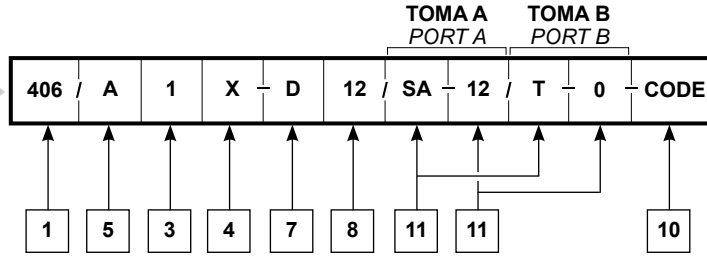 TOMA A TOMA B
PORT A PORT B
406 / A 1 X - D 12 / SA - 12 / T - 0 - CODE
1 5 3 4 7 8 11 11 10